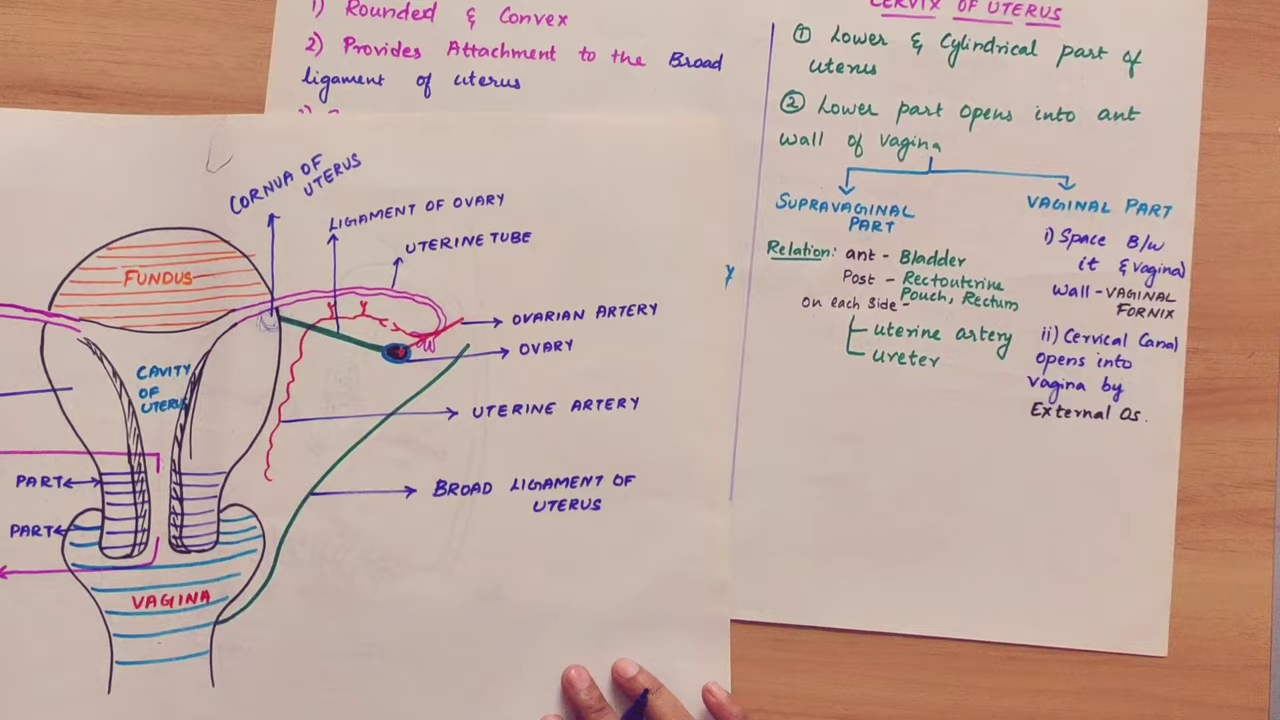 1) Rounded & Convex
2) Provides Attachment to the Broad
ligament of uterus
CERVIX OF UTERUS
① Lower & Cylindrical part of
uterus
② Lower part opens into ant
wall of vagina
SUPRAVAGINAL
PART
Relation: ant - Bladder
Post - Rectouterine
Pouch, Rectum
on each side -
uterine artery
ureter
VAGINAL PART
i) Space B/w
it & vaginal
wall - VAGINAL
FORNIX
ii) Cervical Canal
opens into
vagina by
External Os.
CORNUA OF
UTERUS
LIGAMENT OF OVARY
UTERINE TUBE
FUNDUS
OVARIAN ARTERY
OVARY
CAVITY
OF
UTERUS
UTERINE ARTERY
PART
BROAD LIGAMENT OF
UTERUS
PART
VAGINA